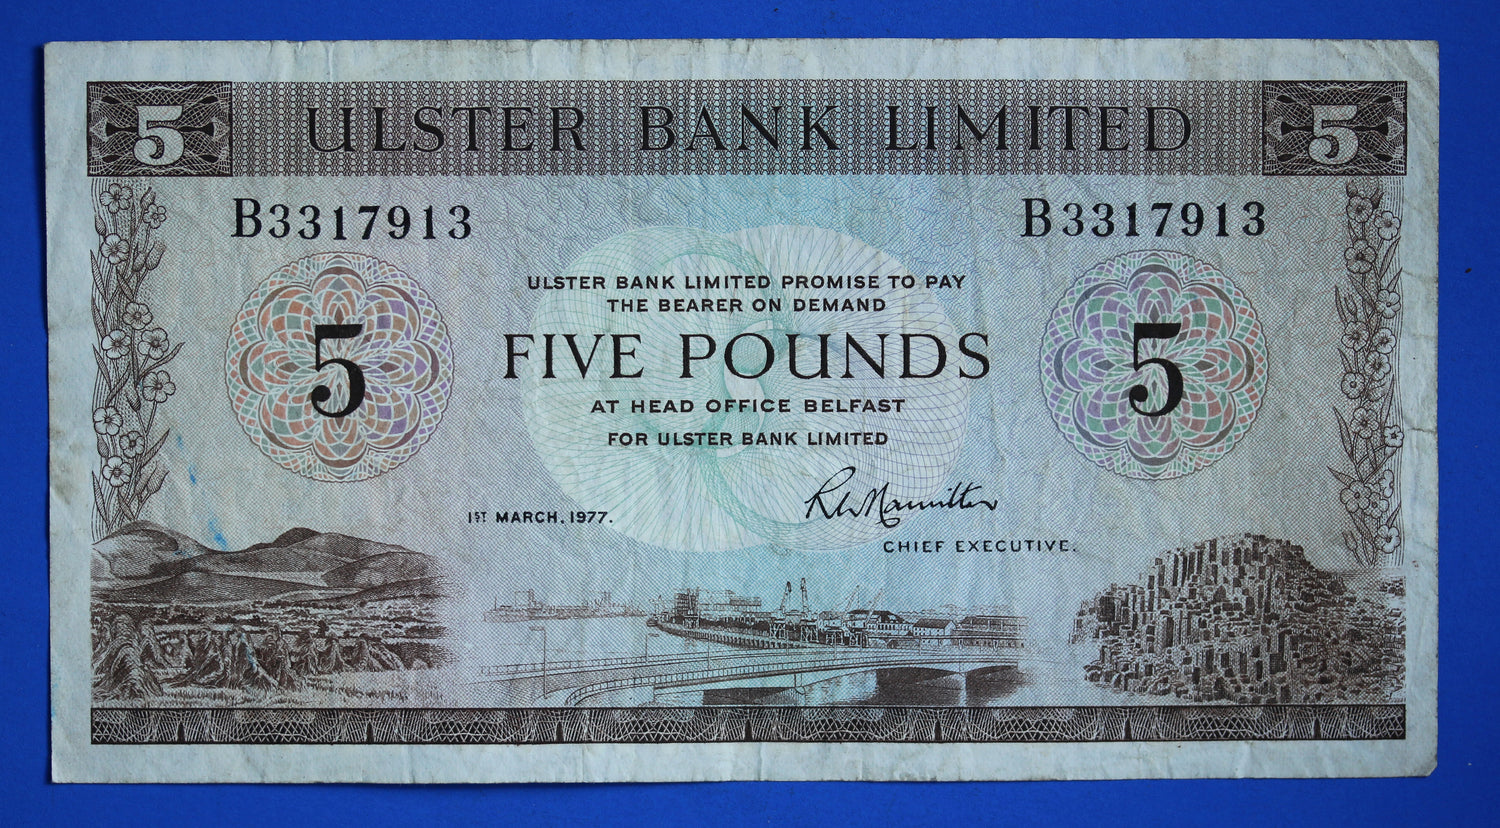 5 ULSTER BANK LIMITED 5
B3317913 B3317913
ULSTER BANK LIMITED PROMISE TO PAY
THE BEARER ON DEMAND
5 FIVE POUNDS 5
AT HEAD OFFICE BELFAST
FOR ULSTER BANK LIMITED
1ST MARCH, 1977.
CHIEF EXECUTIVE.